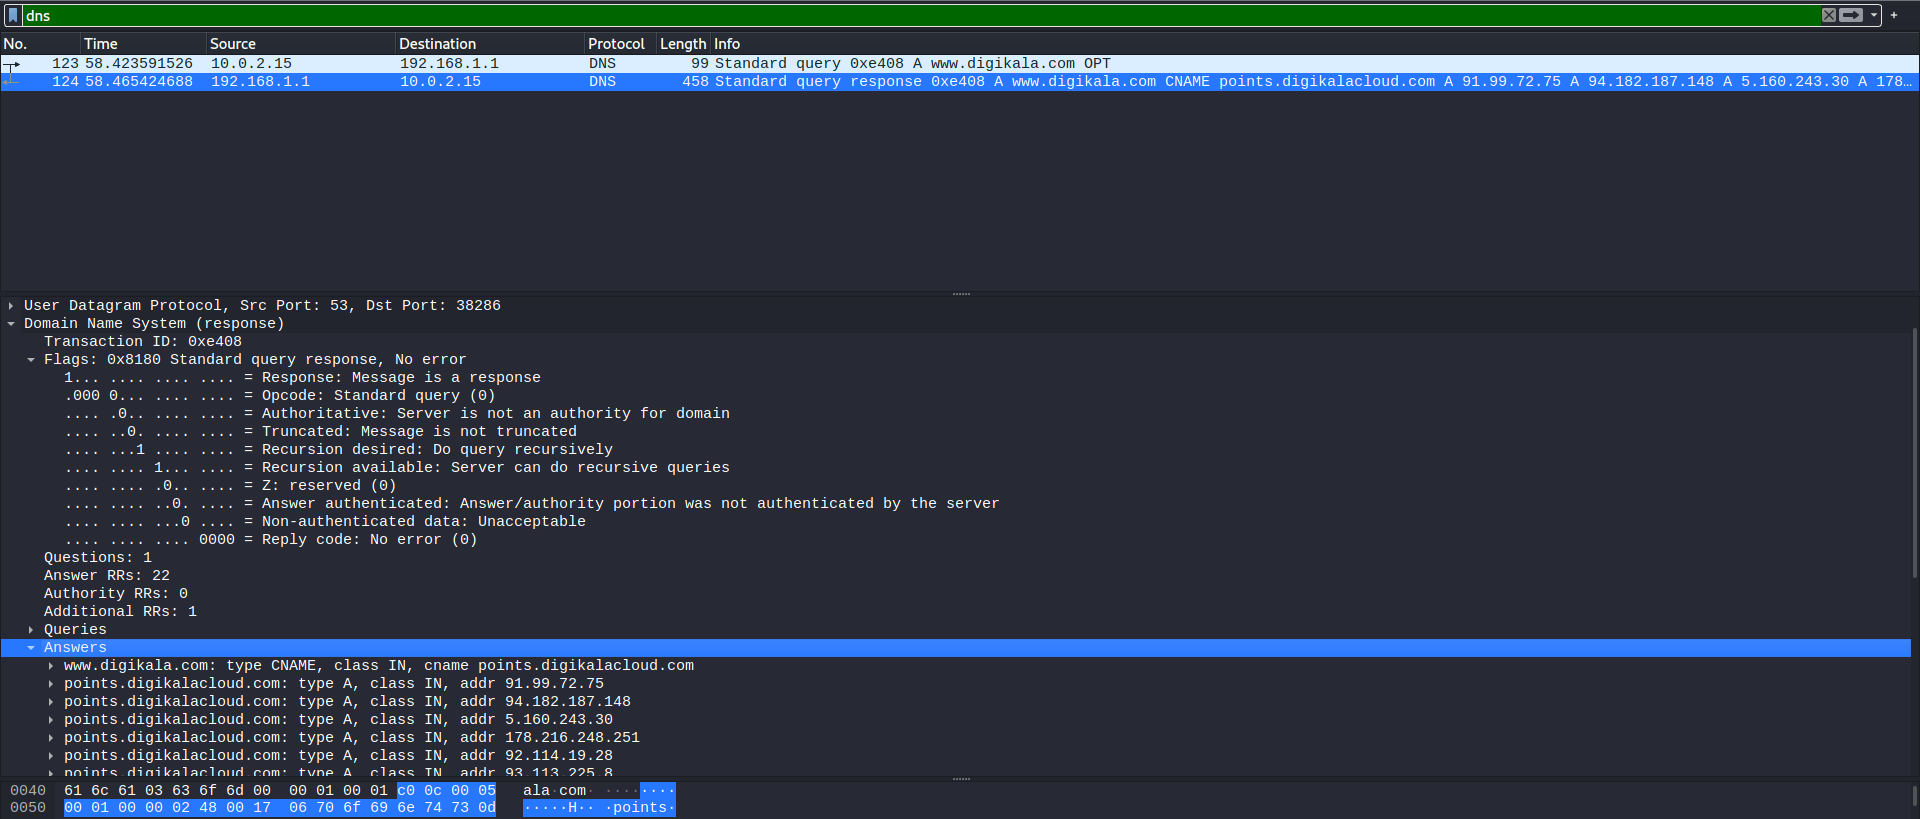 dns
No. Time Source Destination Protocol Length Info
123 58.423591526 10.0.2.15 192.168.1.1 DNS 99 Standard query 0xe408 A www.digikala.com OPT
124 58.465424688 192.168.1.1 10.0.2.15 DNS 458 Standard query response 0xe408 A www.digikala.com CNAME points.digikalacloud.com A 91.99.72.75 A 94.182.187.148 A 5.160.243.30 A 178…
User Datagram Protocol, Src Port: 53, Dst Port: 38286
Domain Name System (response)
Transaction ID: 0xe408
Flags: 0x8180 Standard query response, No error
1... .... .... .... = Response: Message is a response
.000 0... .... .... = Opcode: Standard query (0)
.... .0.. .... .... = Authoritative: Server is not an authority for domain
.... ..0. .... .... = Truncated: Message is not truncated
.... ...1 .... .... = Recursion desired: Do query recursively
.... .... 1... .... = Recursion available: Server can do recursive queries
.... .... .0.. .... = Z: reserved (0)
.... .... ..0. .... = Answer authenticated: Answer/authority portion was not authenticated by the server
.... .... ...0 .... = Non-authenticated data: Unacceptable
.... .... .... 0000 = Reply code: No error (0)
Questions: 1
Answer RRs: 22
Authority RRs: 0
Additional RRs: 1
Queries
Answers
www.digikala.com: type CNAME, class IN, cname points.digikalacloud.com
points.digikalacloud.com: type A, class IN, addr 91.99.72.75
points.digikalacloud.com: type A, class IN, addr 94.182.187.148
points.digikalacloud.com: type A, class IN, addr 5.160.243.30
points.digikalacloud.com: type A, class IN, addr 178.216.248.251
points.digikalacloud.com: type A, class IN, addr 92.114.19.28
points.digikalacloud.com: type A, class IN, addr 93.113.225.8
0040 61 6c 61 03 63 6f 6d 00 00 01 00 01 c0 0c 00 05 ala·com· ········
0050 00 01 00 00 02 48 00 17 06 70 6f 69 6e 74 73 0d ·····H·· ·points·